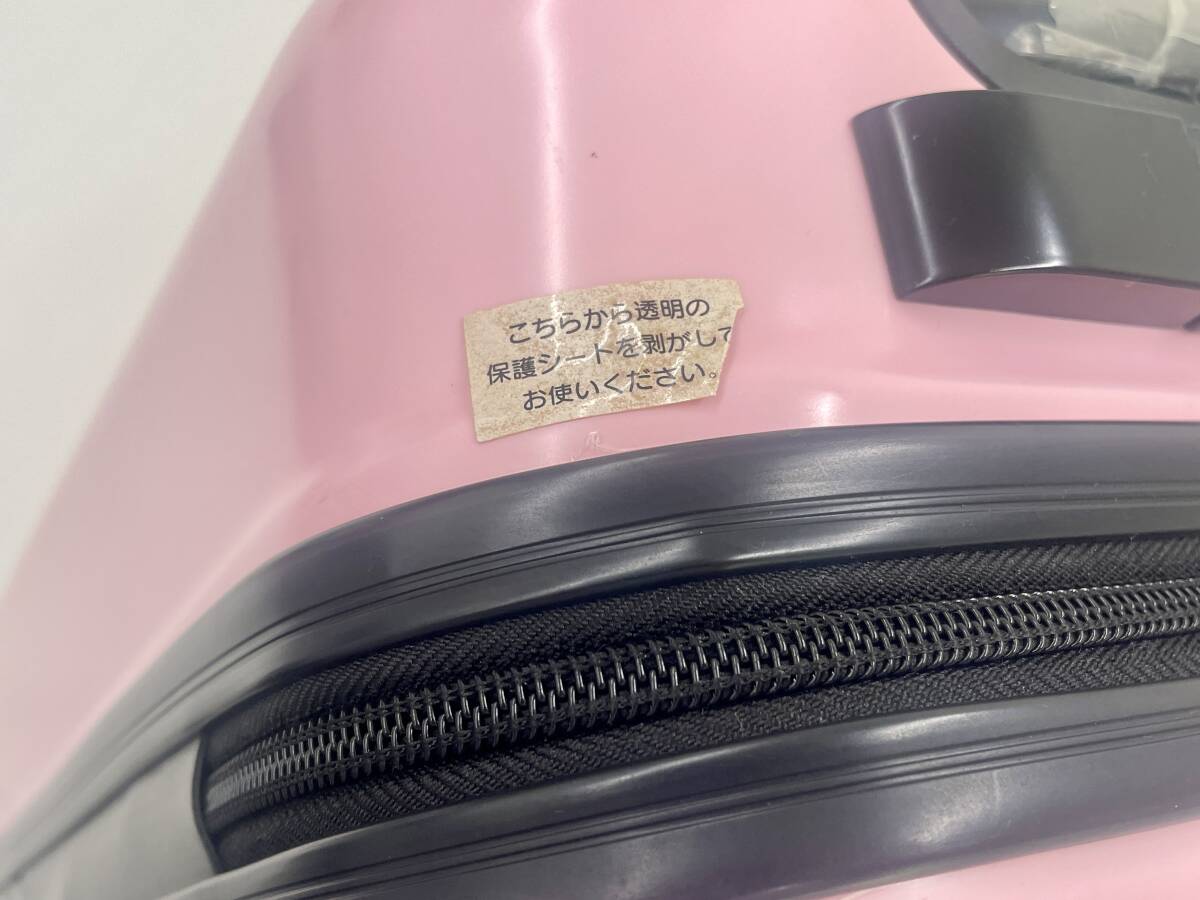 こちらから透明の
保護シートを剥がして
お使いください。